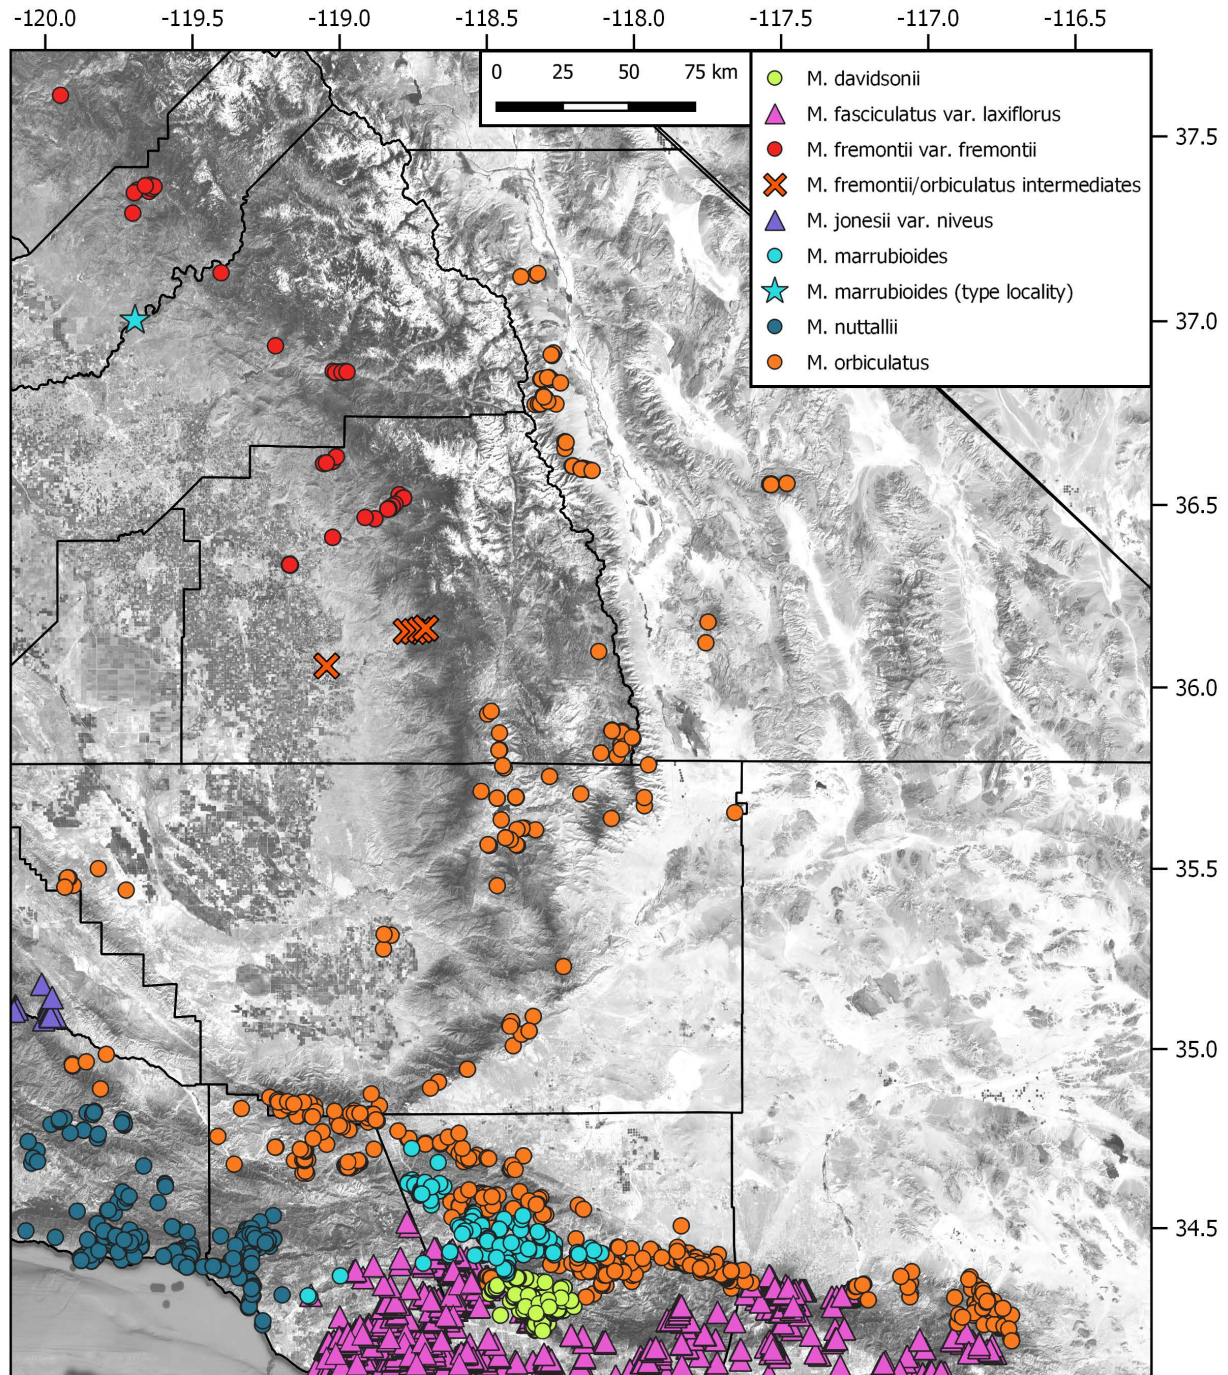 -120.0 -119.5 -119.0 -118.5 -118.0 -117.5 -117.0 -116.5
0 25 50 75 km
M. davidsonii
M. fasciculatus var. laxiflorus
M. fremontii var. fremontii
M. fremontii/orbiculatus intermediates
M. jonesii var. niveus
M. marrubioides
M. marrubioides (type locality)
M. nuttallii
M. orbiculatus
37.5
37.0
36.5
36.0
35.5
35.0
34.5